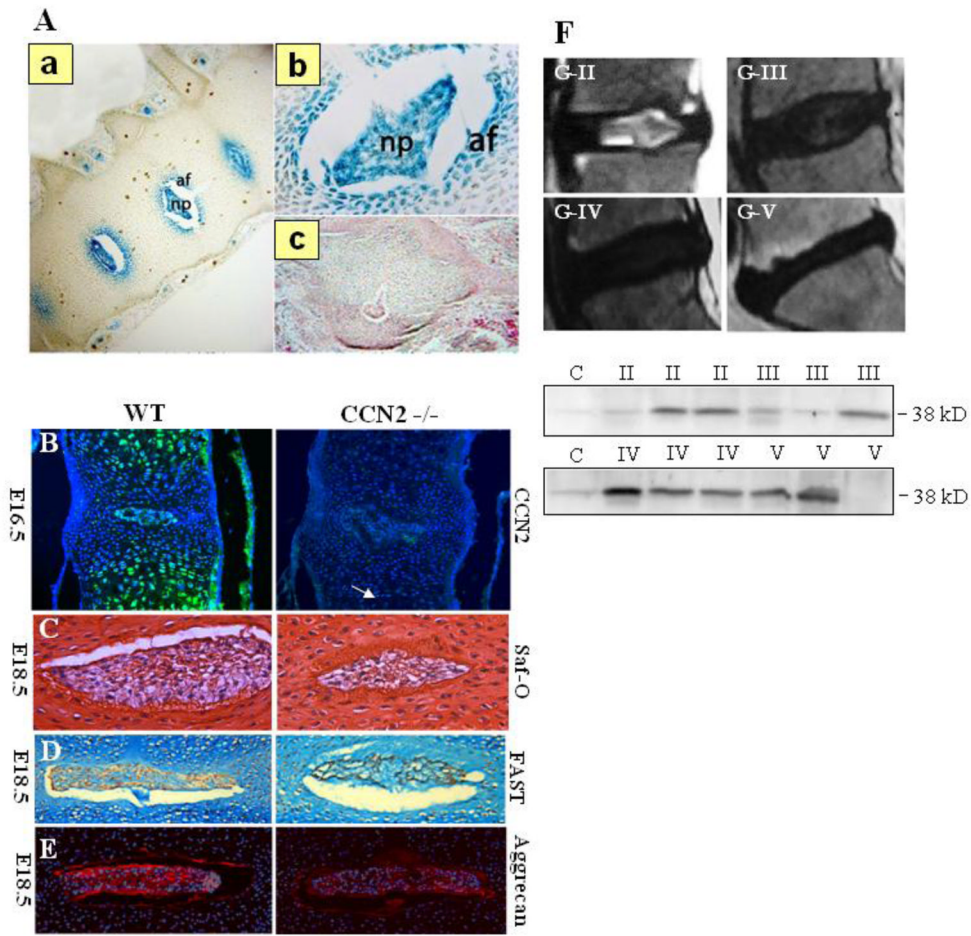 A
a
af
np
b
np
af
c
WT
CCN2 -/-
B
E16.5
CCN2
C
E18.5
Saf-O
D
E18.5
FAST
E
E18.5
Aggrecan
F
G-II
G-III
G-IV
G-V
C II II II III III III
- 38 kD
C IV IV IV V V V
- 38 kD